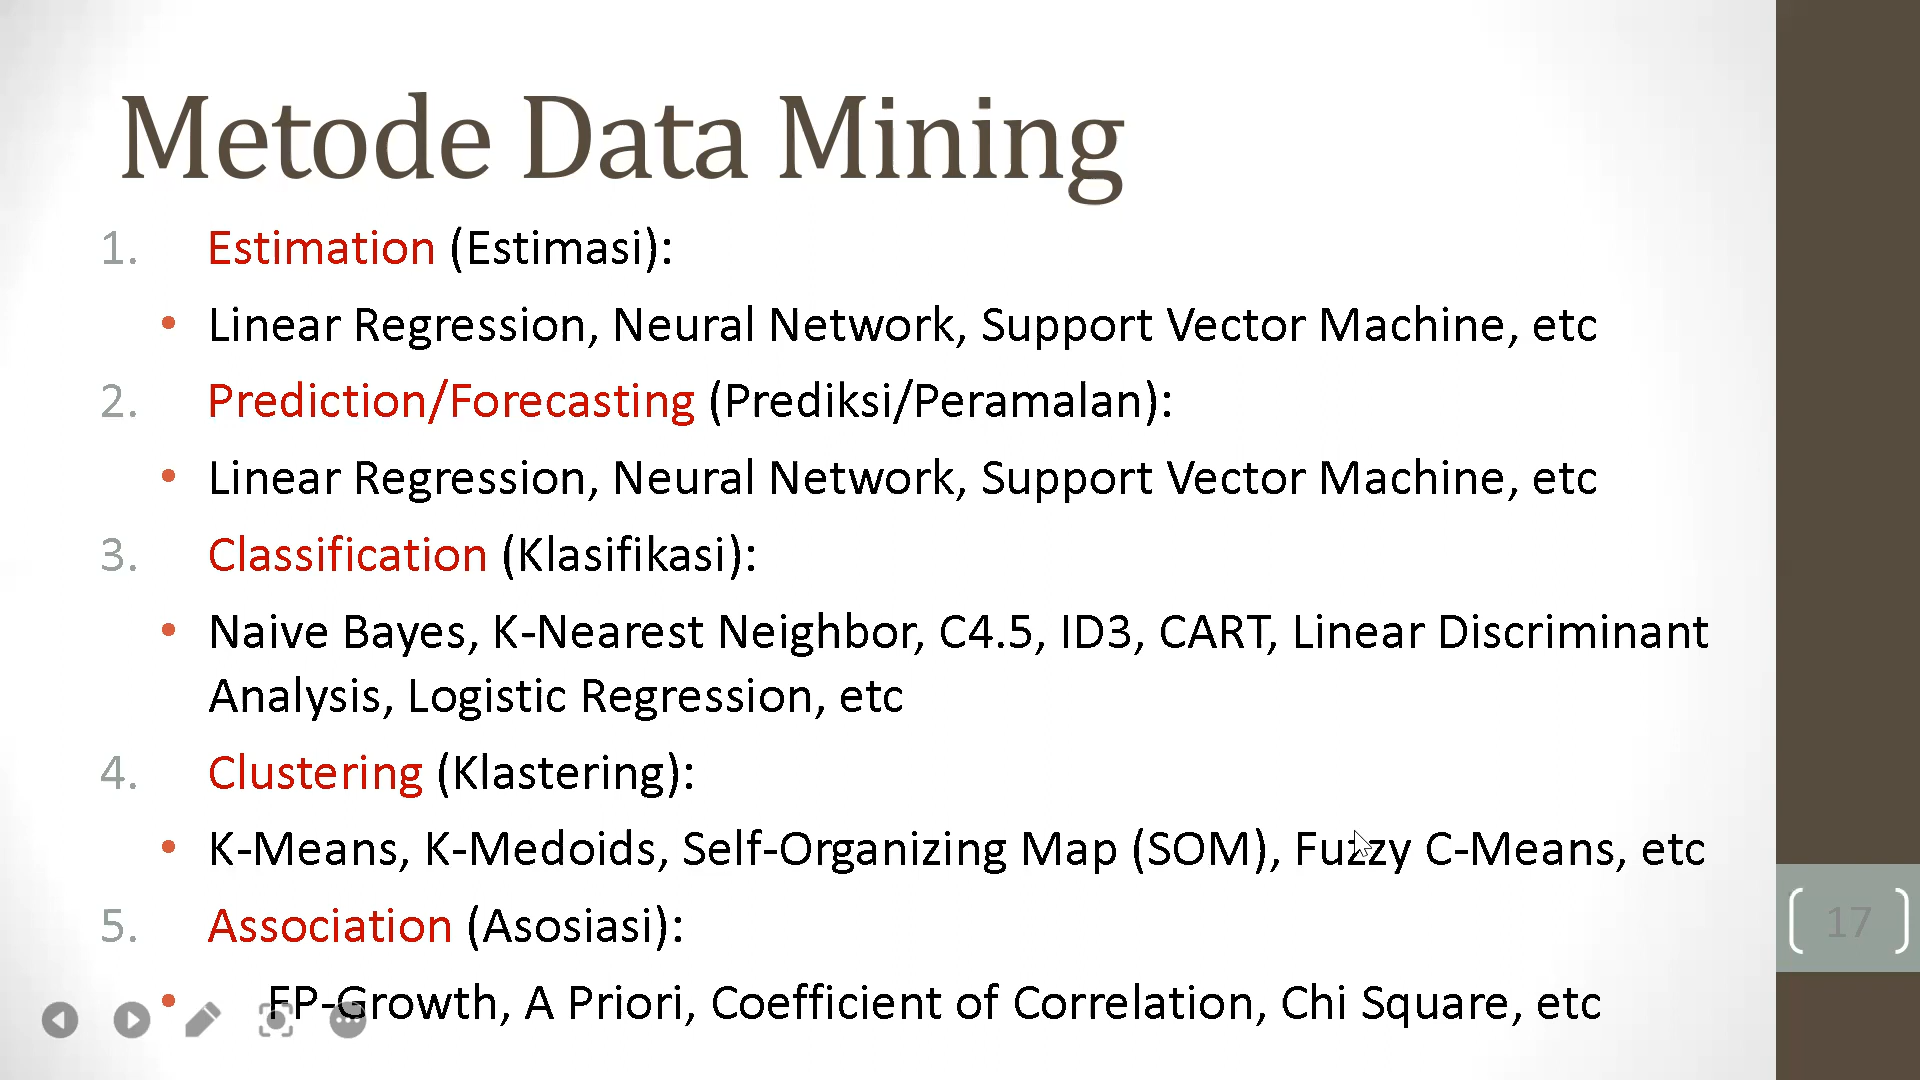 Metode Data Mining
1. Estimation (Estimasi):
• Linear Regression, Neural Network, Support Vector Machine, etc
2. Prediction/Forecasting (Prediksi/Peramalan):
• Linear Regression, Neural Network, Support Vector Machine, etc
3. Classification (Klasifikasi):
• Naive Bayes, K-Nearest Neighbor, C4.5, ID3, CART, Linear Discriminant
Analysis, Logistic Regression, etc
4. Clustering (Klastering):
• K-Means, K-Medoids, Self-Organizing Map (SOM), Fuzzy C-Means, etc
5. Association (Asosiasi):
• FP-Growth, A Priori, Coefficient of Correlation, Chi Square, etc
17